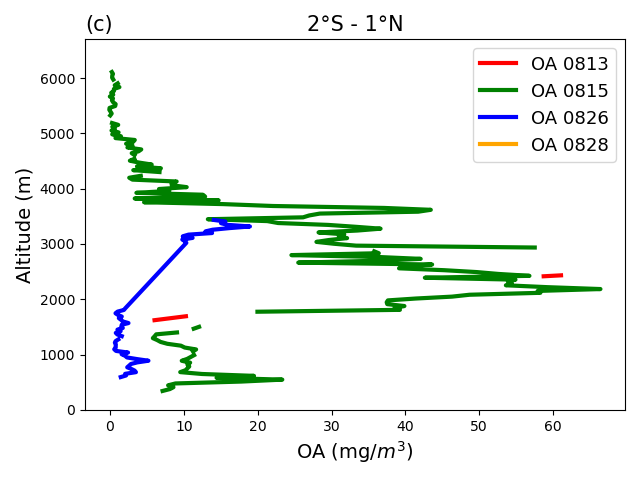 (c) 2°S - 1°N
OA 0813
OA 0815
OA 0826
OA 0828
Altitude (m)
6000
5000
4000
3000
2000
1000
0
0 10 20 30 40 50 60
OA (mg/m³)